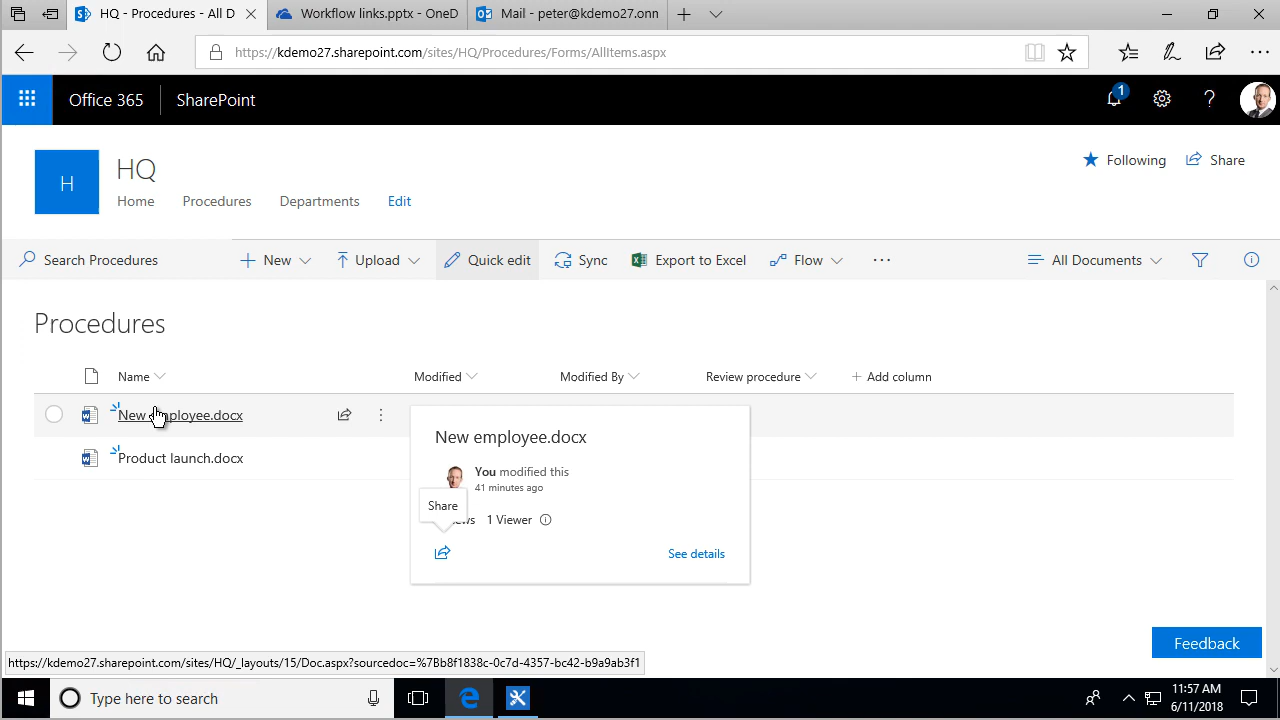 HQ - Procedures - All D
Workflow links.pptx - OneD
Mail - peter@kdemo27.onn
https://kdemo27.sharepoint.com/sites/HQ/Procedures/Forms/AllItems.aspx
Office 365
SharePoint
1
H
HQ
Following
Share
Home
Procedures
Departments
Edit
Search Procedures
New
Upload
Quick edit
Sync
Export to Excel
Flow
All Documents
Procedures
Name
Modified
Modified By
Review procedure
Add column
New employee.docx
Product launch.docx
New employee.docx
You modified this
41 minutes ago
Share
1 Viewer
See details
Feedback
https://kdemo27.sharepoint.com/sites/HQ/_layouts/15/Doc.aspx?sourcedoc=%7Bb8f1838c-0c7d-4357-bc42-b9a9ab3f1
Type here to search
11:57 AM
6/11/2018